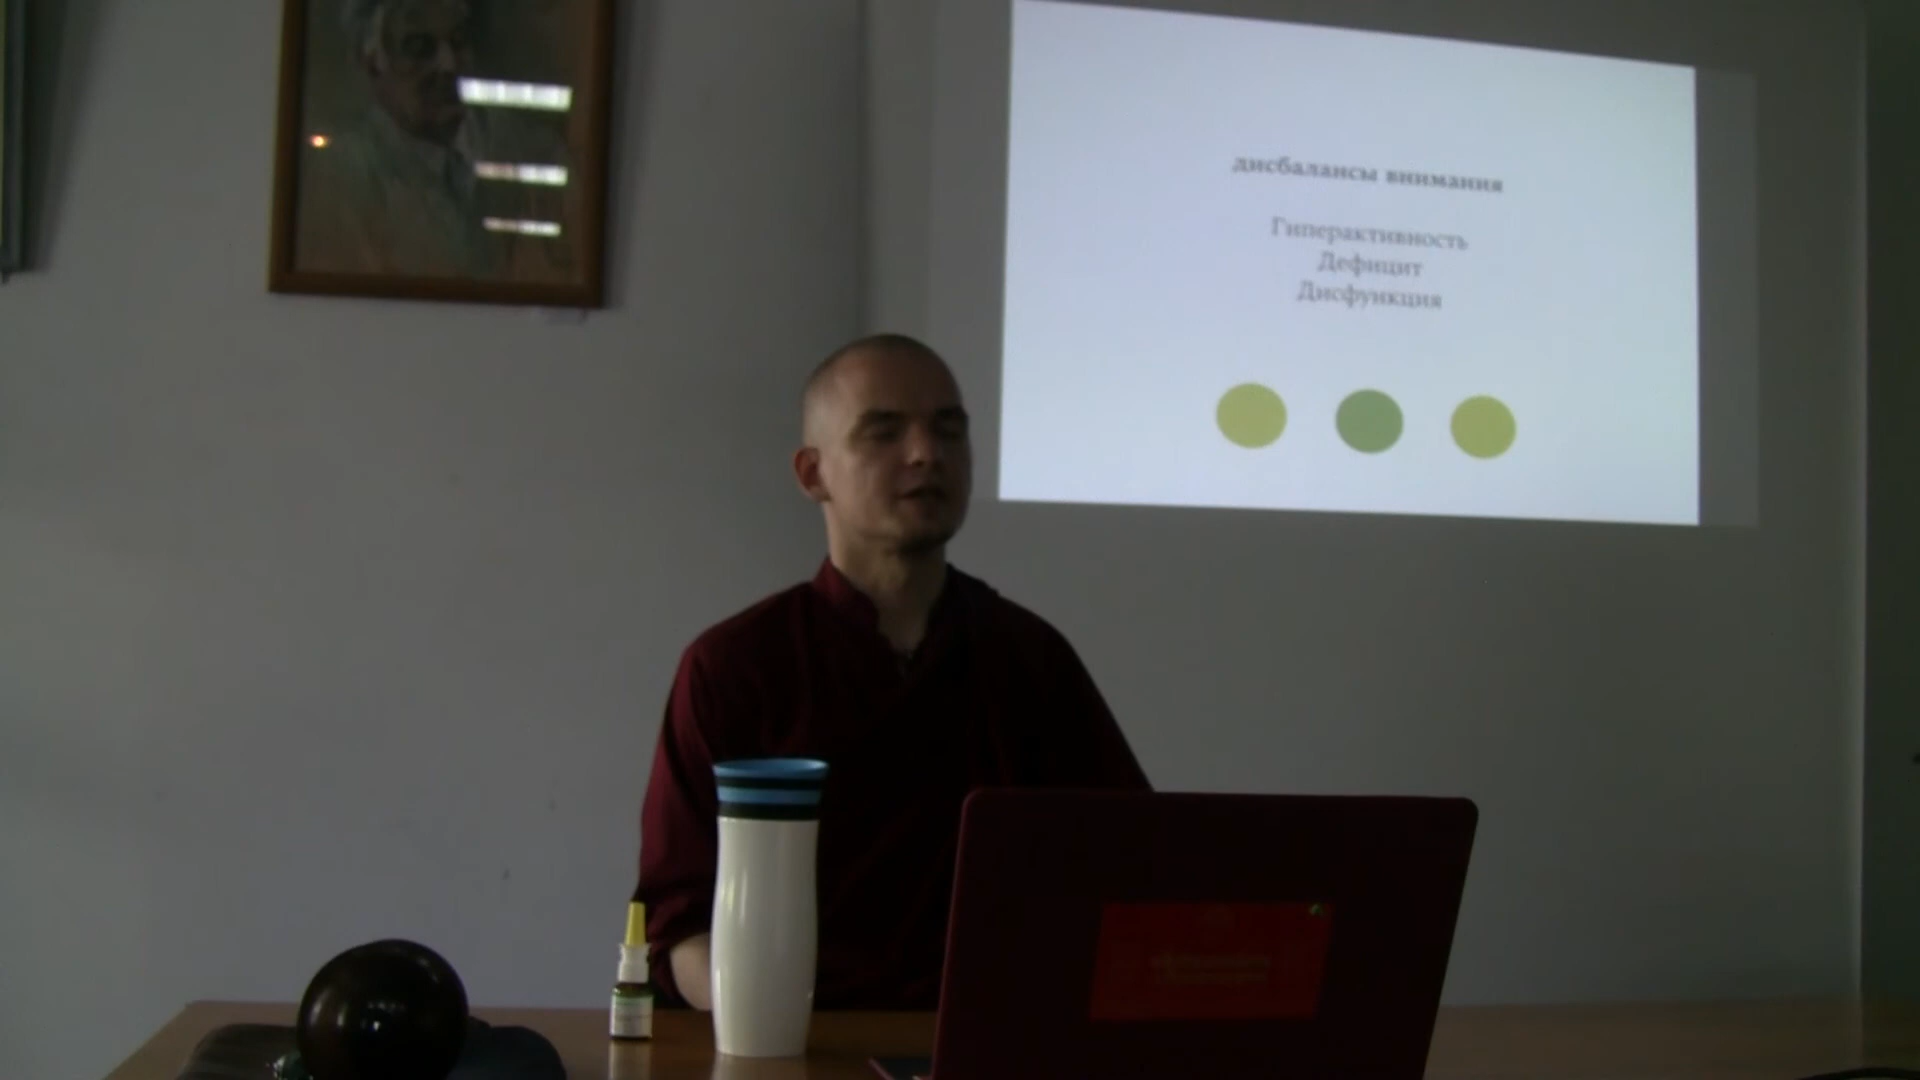 дисбалансы внимания
Гиперактивность
Дефицит
Дисфункция